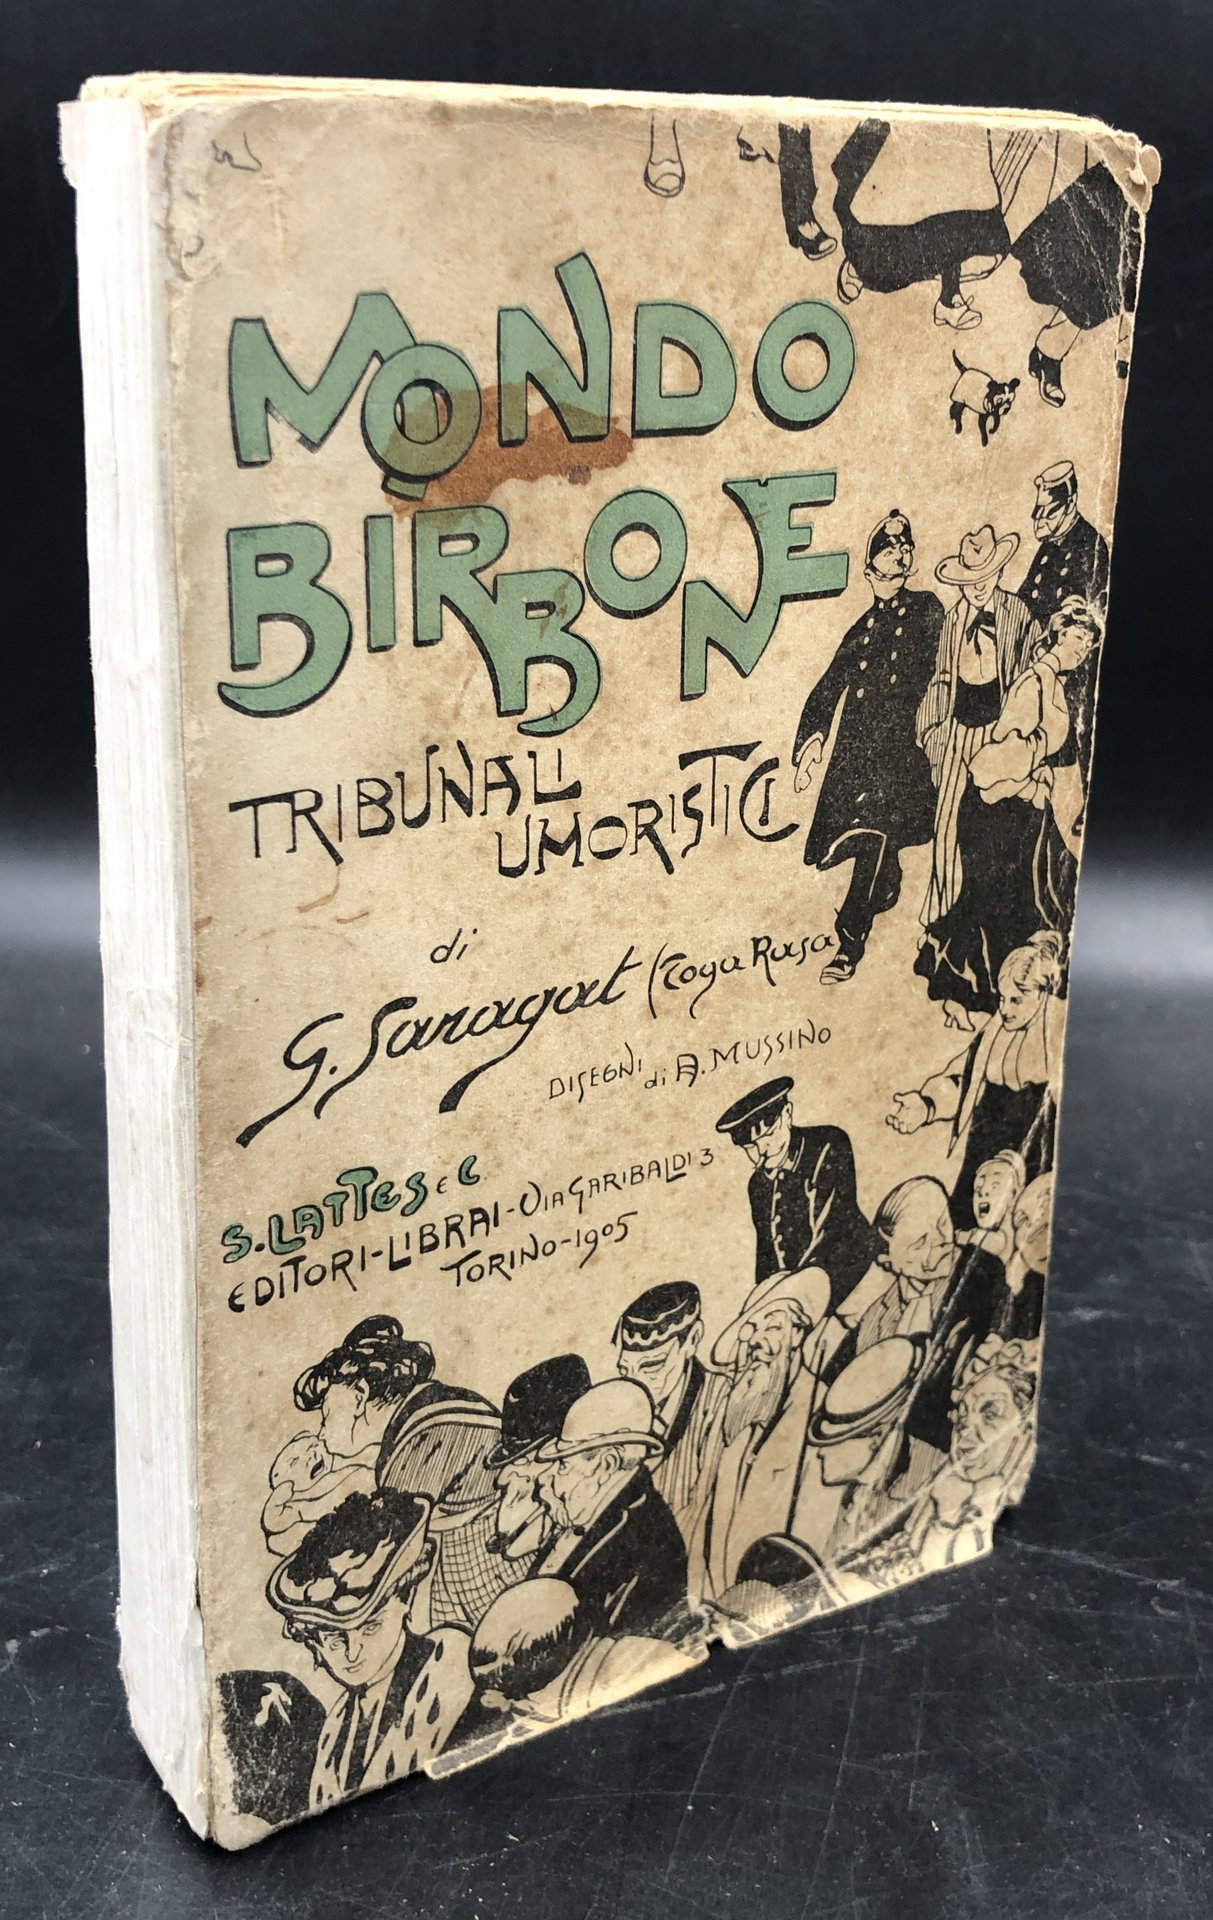 MONDO
BIRBONE
TRIBUNALI
UMORISTICI
di
G. Saragat (Toga Rasa
DISEGNI di A. MUSSINO
S. LATTES e C
EDITORI-LIBRAI-VIA GARIBALDI 3
TORINO-1905